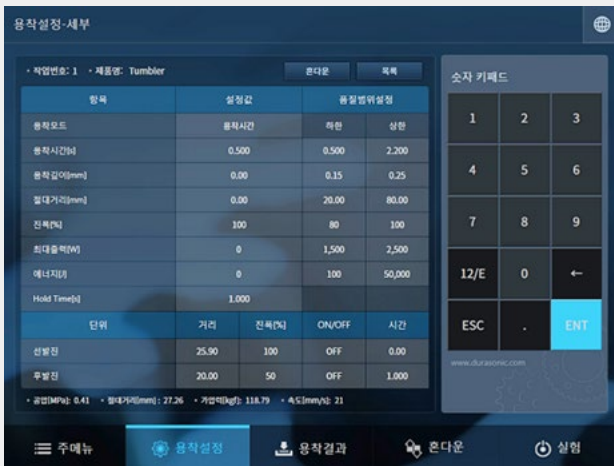 용착설정-세부
• 작업번호: 1 • 제품명: Tumbler
혼다운 목록
항목 설정값 품질범위설정
용착모드 용착시간 하한 상한
용착시간[s] 0.500 0.500 2.200
용착깊이[mm] 0.00 0.15 0.25
절대거리[mm] 0.00 20.00 80.00
진폭[%] 100 80 100
최대출력[W] 0 1,500 2,500
에너지[J] 0 100 50,000
Hold Time[s] 1.000
단위 거리 진폭[%] ON/OFF 시간
선발진 25.90 100 OFF 0.00
후발진 20.00 50 OFF 1.000
• 공압[MPa]: 0.41 • 절대거리[mm] : 27.26 • 가압력[kgf]: 118.79 • 속도[mm/s]: 21
숫자 키패드
1 2 3
4 5 6
7 8 9
12/E 0 ←
ESC . ENT
www.durasonic.com
주메뉴 용착설정 용착결과 혼다운 실험